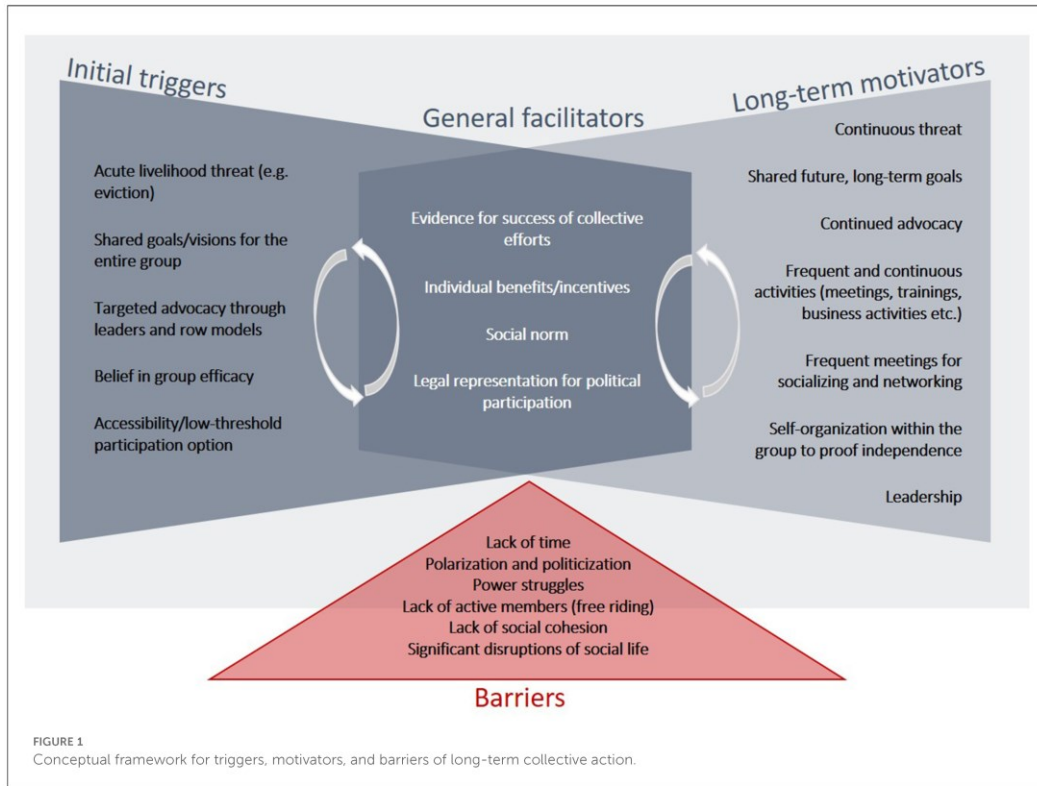 Initial triggers
Acute livelihood threat (e.g.
eviction)
Shared goals/visions for the
entire group
Targeted advocacy through
leaders and row models
Belief in group efficacy
Accessibility/low-threshold
participation option
General facilitators
Evidence for success of collective
efforts
Individual benefits/incentives
Social norm
Legal representation for political
participation
Long-term motivators
Continuous threat
Shared future, long-term goals
Continued advocacy
Frequent and continuous
activities (meetings, trainings,
business activities etc.)
Frequent meetings for
socializing and networking
Self-organization within the
group to proof independence
Leadership
Lack of time
Polarization and politicization
Power struggles
Lack of active members (free riding)
Lack of social cohesion
Significant disruptions of social life
Barriers
FIGURE 1
Conceptual framework for triggers, motivators, and barriers of long-term collective action.